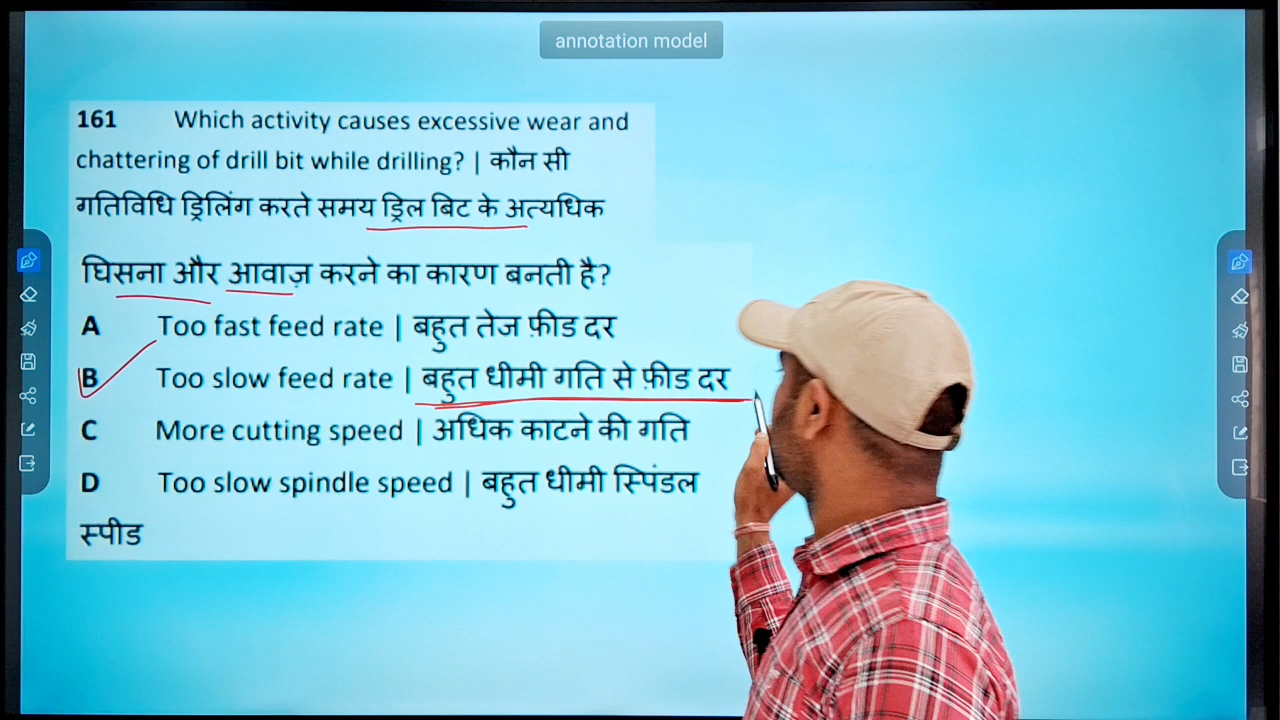 annotation model
161 Which activity causes excessive wear and
chattering of drill bit while drilling? | कौन सी
गतिविधि ड्रिलिंग करते समय ड्रिल बिट के अत्यधिक
घिसना और आवाज़ करने का कारण बनती है?
A Too fast feed rate | बहुत तेज फ़ीड दर
B Too slow feed rate | बहुत धीमी गति से फ़ीड दर
C More cutting speed | अधिक काटने की गति
D Too slow spindle speed | बहुत धीमी स्पिंडल
स्पीड